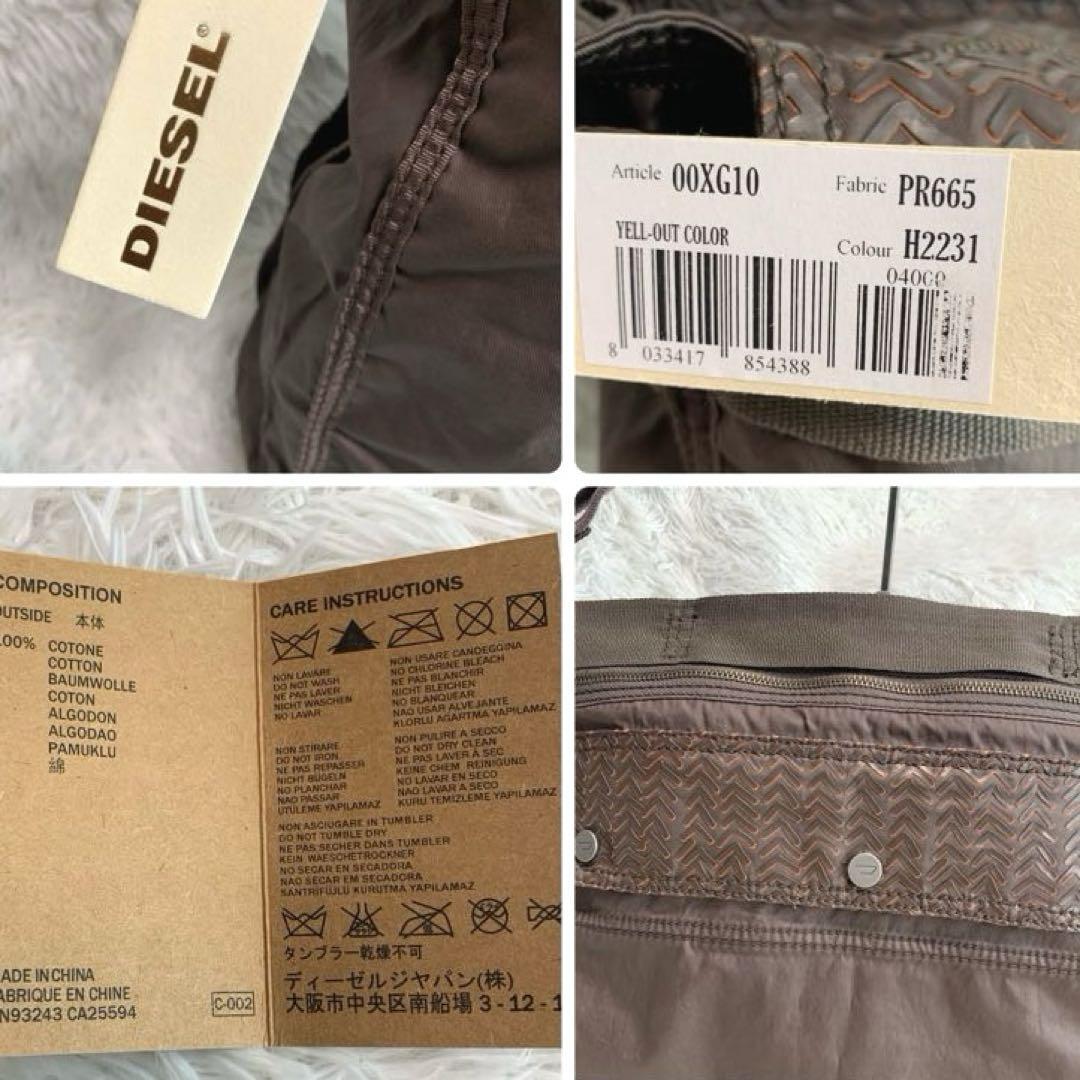 DIESEL®
Article 00XG10
Fabric PR665
YELL-OUT COLOR
Colour H2231
8 033417 854388
COMPOSITION
OUTSIDE 本体
100% COTONE
COTTON
BAUMWOLLE
COTON
ALGODON
ALGODAO
PAMUKLU
綿
ADE IN CHINA
ABRIQUE EN CHINE
N93243 CA25594
C-002
CARE INSTRUCTIONS
NON LAVARE
DO NOT WASH
NE PAS LAVER
NICHT WASCHEN
NO LAVAR
NON USARE CANDEGGINA
NO CHLORINE BLEACH
NE PAS BLANCHIR
NICHT BLEICHEN
NO BLANQUEAR
NAO USAR ALVEJANTE
KLORLU AGARTMA YAPILAMAZ
NON STIRARE
DO NOT IRON
NE PAS REPASSER
NICHT BUGELN
NO PLANCHAR
NAO PASSAR
UTULEME YAPILAMAZ
NON PULIRE A SECCO
DO NOT DRY CLEAN
NE PAS LAVER A SEC
KEINE CHEM REINIGUNG
NO LAVAR EN SECO
NAO LAVAR A SECO
KURU TEMIZLEME YAPILAMAZ
NON ASCIUGARE IN TUMBLER
DO NOT TUMBLE DRY
NE PAS SECHER DANS TUMBLER
KEIN WAESCHETROCKNER
NO SECAR EN SECADORA
NAO SECAR EM SECADORA
SANTRIFUJLU KURUTMA YAPILAMAZ
タンブラー乾燥不可
ディーゼルジャパン(株)
大阪市中央区南船場 3 - 12 - 1